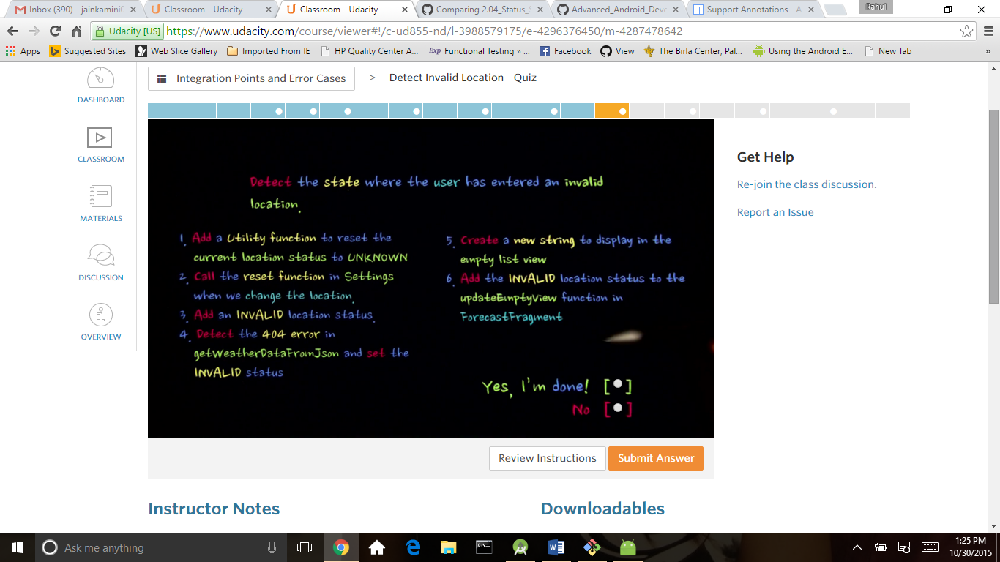 Inbox (390) - jainkamini0
Classroom - Udacity
Classroom - Udacity
Comparing 2.04_Status_S
Advanced_Android_Deve
Support Annotations - A
Rahul
Udacity [US]
https://www.udacity.com/course/viewer#!/c-ud855-nd/l-3988579175/e-4296376450/m-4287478642
Apps
Suggested Sites
Web Slice Gallery
Imported From IE
HP Quality Center A...
Exp Functional Testing » ...
Facebook
View
The Birla Center, Pal...
Using the Android E...
New Tab
»
DASHBOARD
CLASSROOM
MATERIALS
DISCUSSION
OVERVIEW
Integration Points and Error Cases > Detect Invalid Location - Quiz
Detect the state where the user has entered an invalid
location.
1. Add a Utility function to reset the
current location status to UNKNOWN
2. Call the reset function in Settings
when we change the location.
3. Add an INVALID location status.
4. Detect the 404 error in
getWeatherDataFromJson and set the
INVALID status
5. Create a new string to display in the
empty list view
6. Add the INVALID location status to the
updateEmptyView function in
ForecastFragment
Yes, I'm done! [ ]
No [ ]
Review Instructions
Submit Answer
Get Help
Re-join the class discussion.
Report an Issue
Instructor Notes
Downloadables
Ask me anything
1:25 PM
10/30/2015